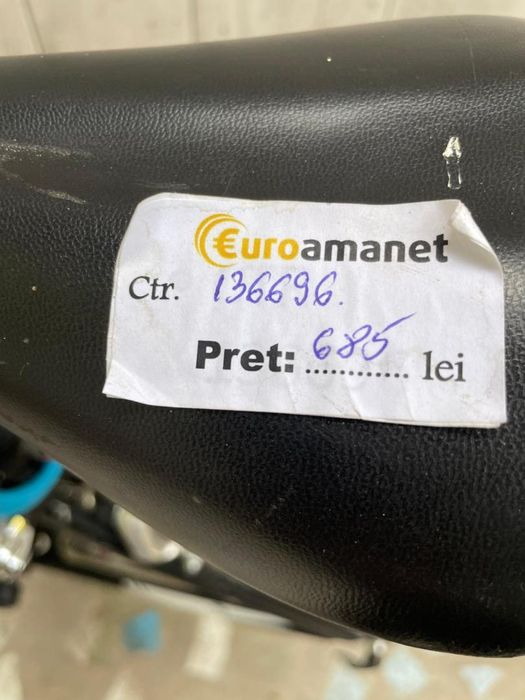 €uroamanet
Ctr. 136696.
Pret: 685 lei